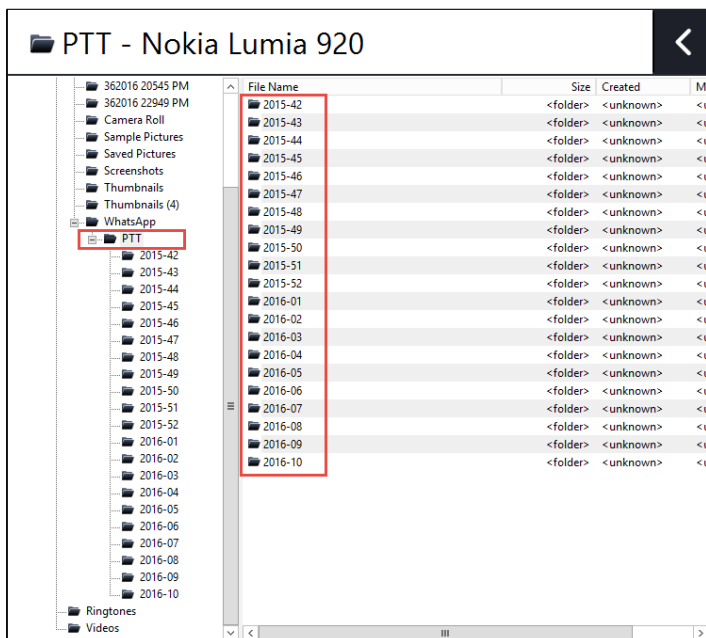 PTT - Nokia Lumia 920
362016 20545 PM
362016 22949 PM
Camera Roll
Sample Pictures
Saved Pictures
Screenshots
Thumbnails
Thumbnails (4)
WhatsApp
PTT
2015-42
2015-43
2015-44
2015-45
2015-46
2015-47
2015-48
2015-49
2015-50
2015-51
2015-52
2016-01
2016-02
2016-03
2016-04
2016-05
2016-06
2016-07
2016-08
2016-09
2016-10
Ringtones
Videos
File Name Size Created M
2015-42 <folder> <unknown> <u
2015-43 <folder> <unknown> <u
2015-44 <folder> <unknown> <u
2015-45 <folder> <unknown> <u
2015-46 <folder> <unknown> <u
2015-47 <folder> <unknown> <u
2015-48 <folder> <unknown> <u
2015-49 <folder> <unknown> <u
2015-50 <folder> <unknown> <u
2015-51 <folder> <unknown> <u
2015-52 <folder> <unknown> <u
2016-01 <folder> <unknown> <u
2016-02 <folder> <unknown> <u
2016-03 <folder> <unknown> <u
2016-04 <folder> <unknown> <u
2016-05 <folder> <unknown> <u
2016-06 <folder> <unknown> <u
2016-07 <folder> <unknown> <u
2016-08 <folder> <unknown> <u
2016-09 <folder> <unknown> <u
2016-10 <folder> <unknown> <u